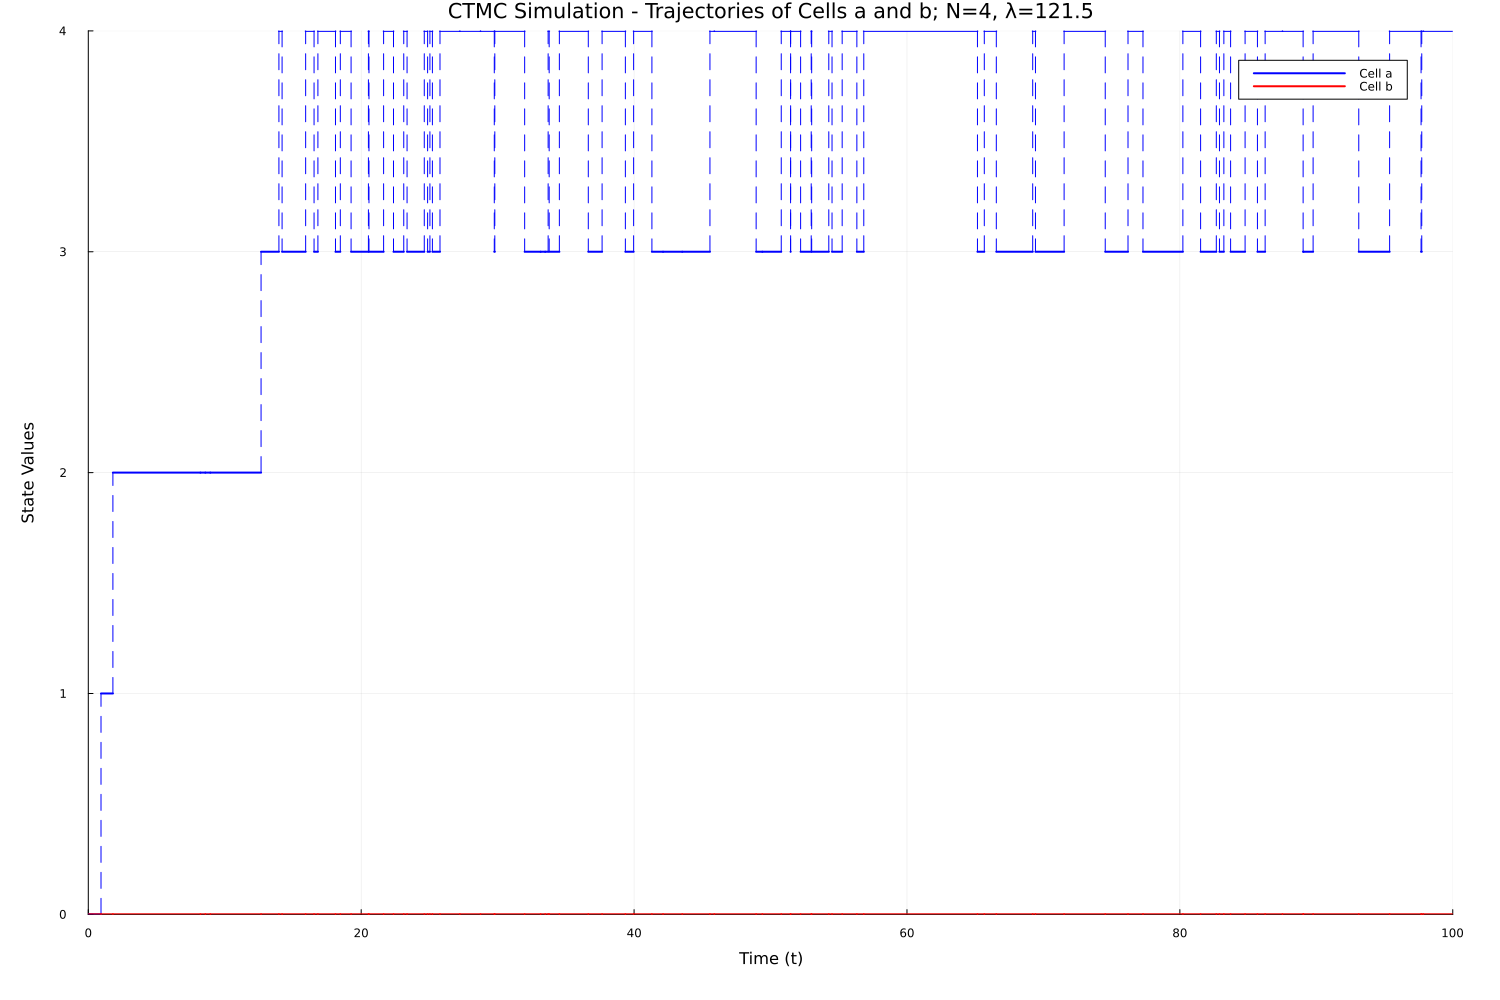 CTMC Simulation - Trajectories of Cells a and b; N=4, λ=121.5
4
Cell a
Cell b
3
2
State Values
1
0
0 20 40 60 80 100
Time (t)